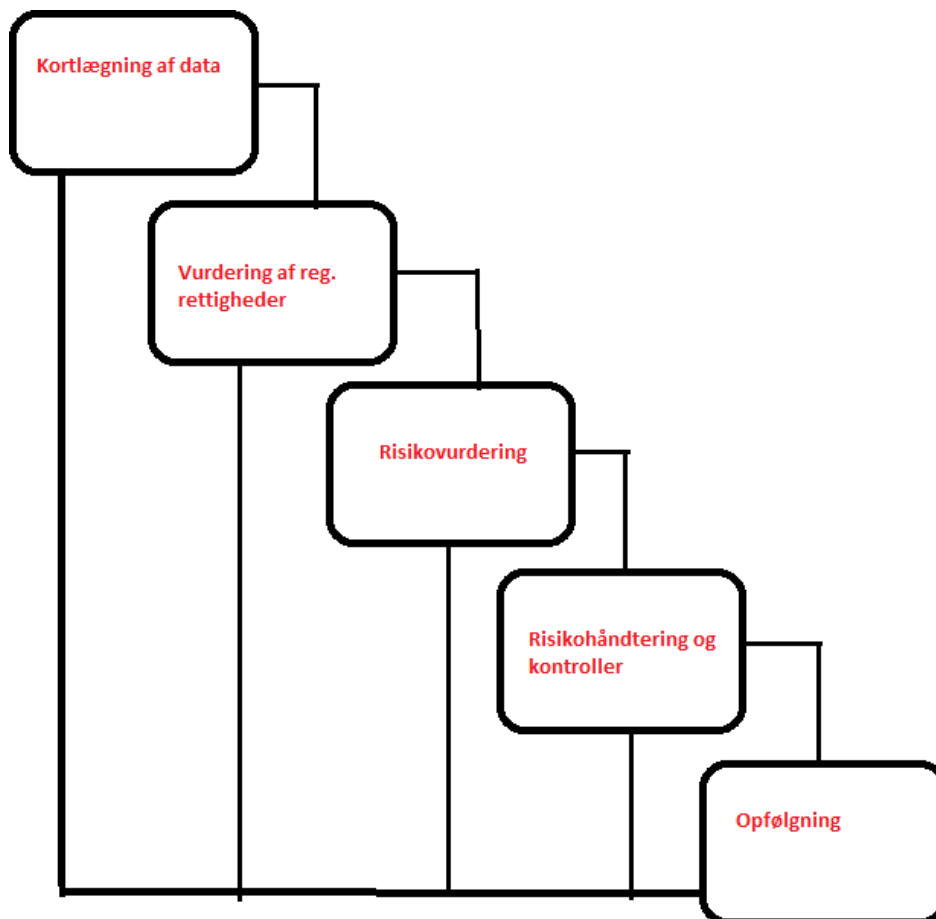 Kortlægning af data
Vurdering af reg.
rettigheder
Risikovurdering
Risikohåndtering og
kontroller
Opfølgning